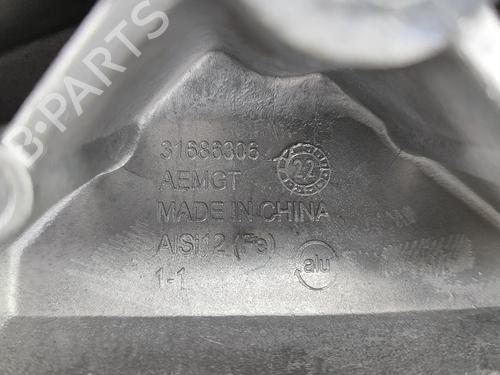 B-PARTS
31686306 22
AEMGT
MADE IN CHINA
AlSi12 (Fe) alu
1-1